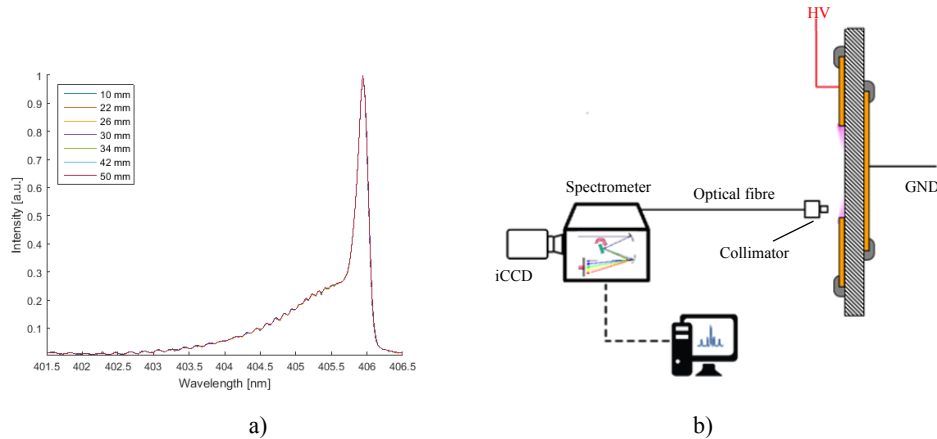 1
0.9
0.8
0.7
0.6
0.5
0.4
0.3
0.2
0.1
Intensity [a.u.]
10 mm
22 mm
26 mm
30 mm
34 mm
42 mm
50 mm
401.5 402 402.5 403 403.5 404 404.5 405 405.5 406 406.5
Wavelength [nm]
a)
HV
GND
Spectrometer
Optical fibre
Collimator
iCCD
b)